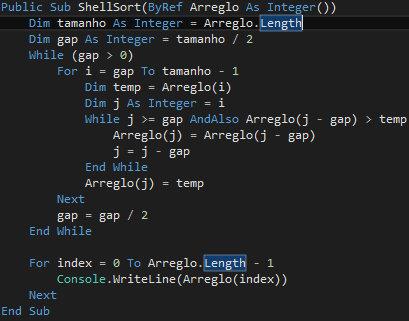 Public Sub ShellSort(ByRef Arreglo As Integer())
    Dim tamanho As Integer = Arreglo.Length
    Dim gap As Integer = tamanho / 2
    While (gap > 0)
        For i = gap To tamanho - 1
            Dim temp = Arreglo(i)
            Dim j As Integer = i
            While j >= gap AndAlso Arreglo(j - gap) > temp
                Arreglo(j) = Arreglo(j - gap)
                j = j - gap
            End While
            Arreglo(j) = temp
        Next
        gap = gap / 2
    End While
    For index = 0 To Arreglo.Length - 1
        Console.WriteLine(Arreglo(index))
    Next
End Sub